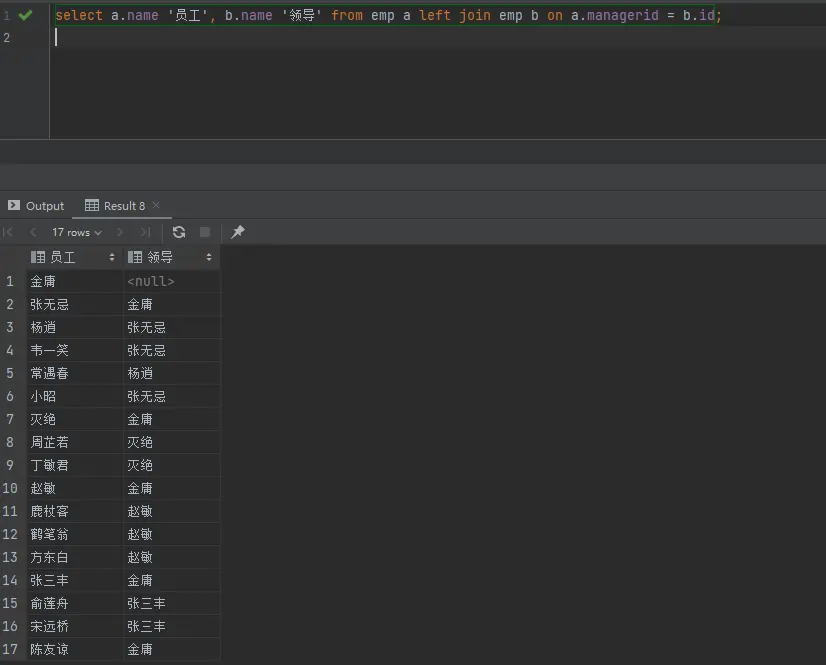 1 select a.name '员工', b.name '领导' from emp a left join emp b on a.managerid = b.id;
2
Output Result 8
17 rows
员工 领导
1 金庸 <null>
2 张无忌 金庸
3 杨逍 张无忌
4 韦一笑 张无忌
5 常遇春 杨逍
6 小昭 张无忌
7 灭绝 金庸
8 周芷若 灭绝
9 丁敏君 灭绝
10 赵敏 金庸
11 鹿杖客 赵敏
12 鹤笔翁 赵敏
13 方东白 赵敏
14 张三丰 金庸
15 俞莲舟 张三丰
16 宋远桥 张三丰
17 陈友谅 金庸